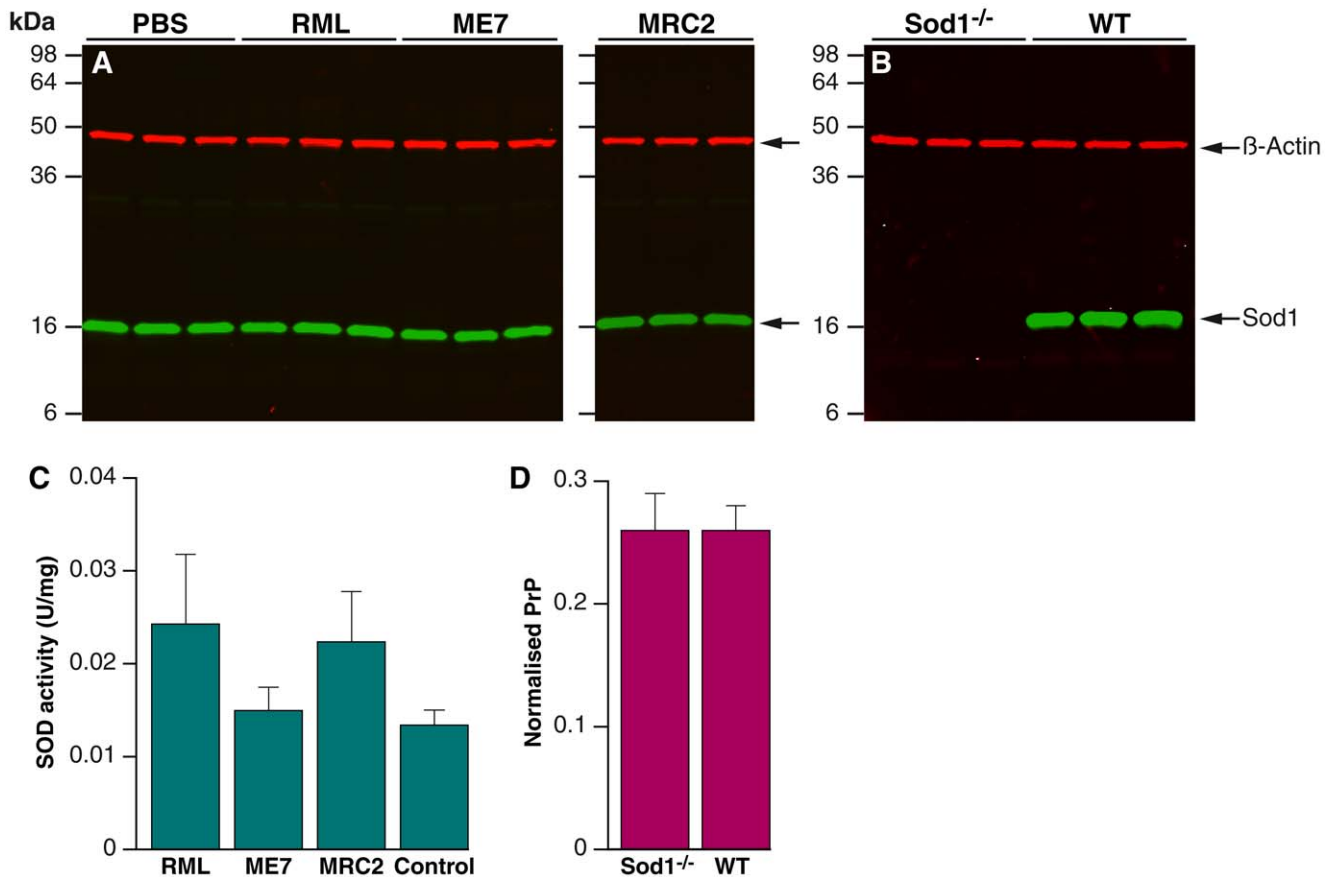 kDa PBS RML ME7 MRC2 Sod1-/- WT
A B
98 98
64 64
50 50
ß-Actin
36 36
16 16
Sod1
6 6
C D
SOD activity (U/mg)
0.04
0.03
0.02
0.01
0
RML ME7 MRC2 Control
Normalised PrP
0.3
0.2
0.1
0
Sod1-/- WT